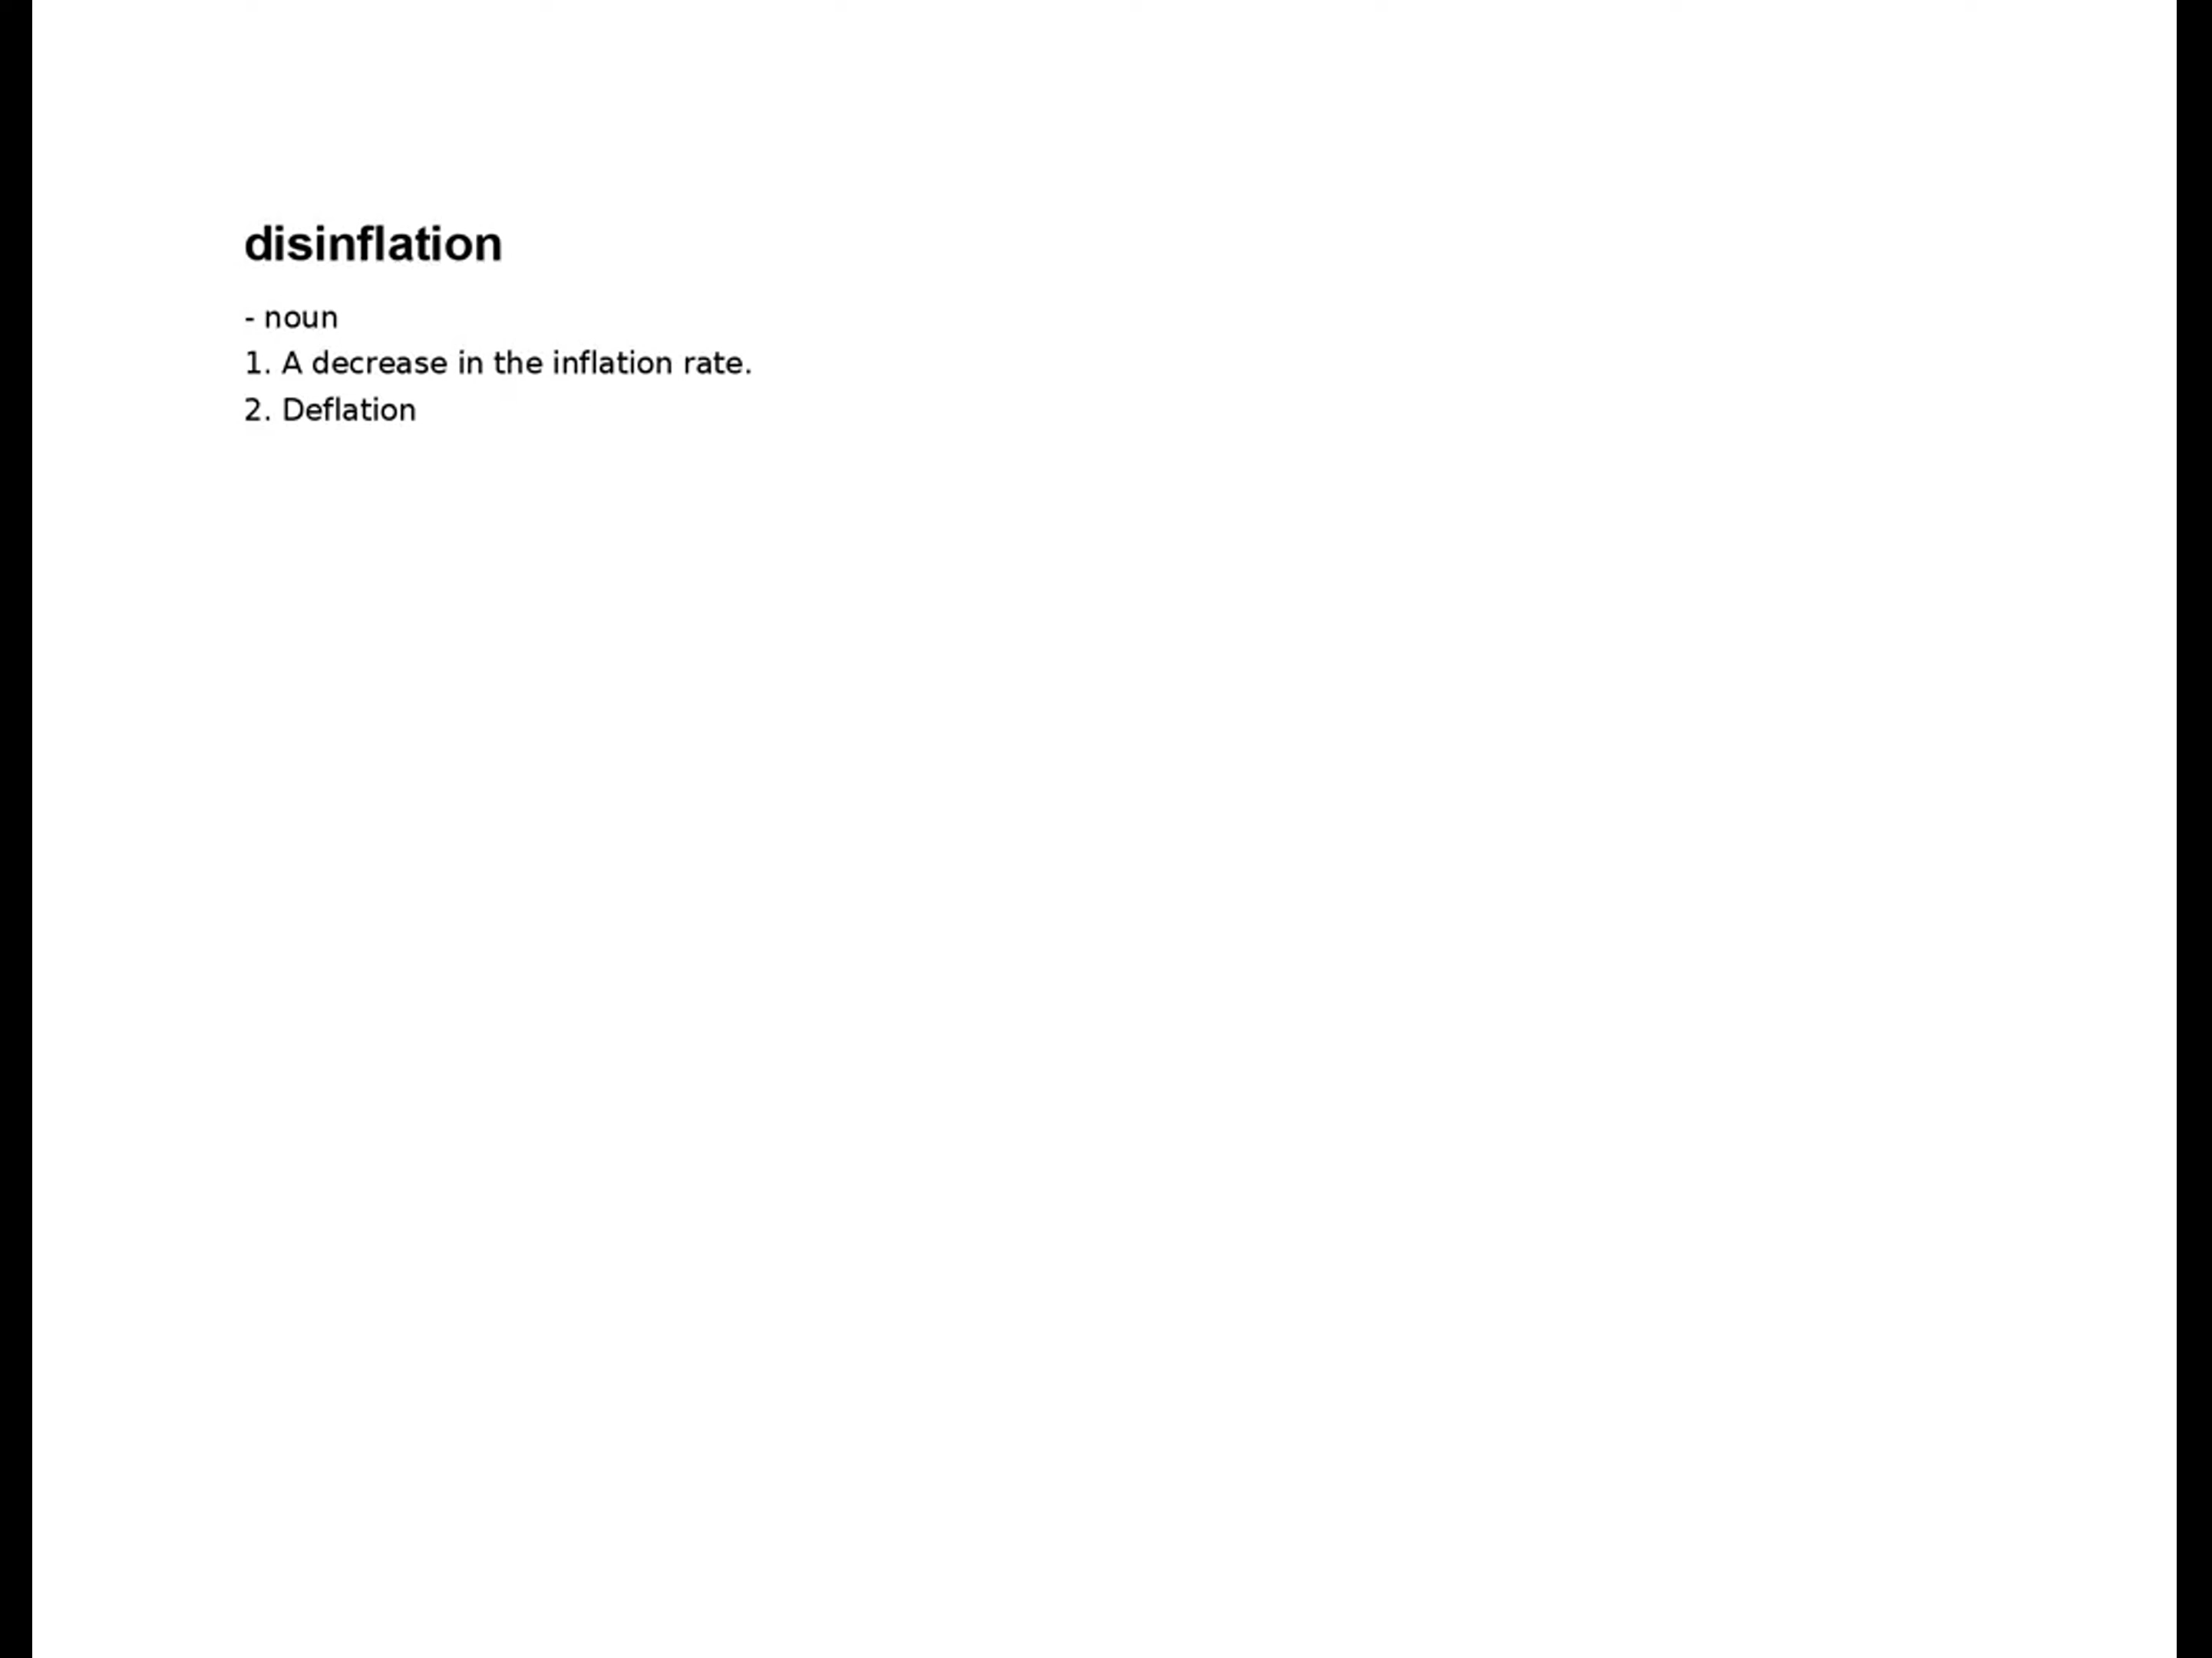 disinflation
- noun
1. A decrease in the inflation rate.
2. Deflation